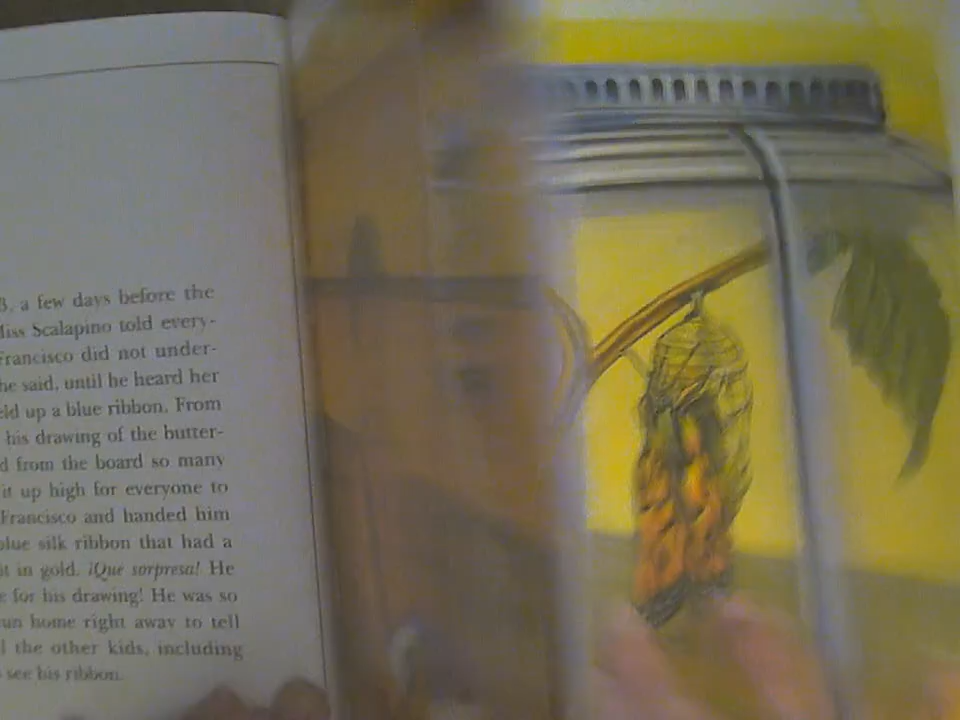 3, a few days before the
Miss Scalapino told every-
Francisco did not under-
he said, until he heard her
eld up a blue ribbon. From
his drawing of the butter-
d from the board so many
it up high for everyone to
Francisco and handed him
blue silk ribbon that had a
it in gold. ¡Que sorpresa! He
e for his drawing! He was so
un home right away to tell
l the other kids, including
see his ribbon.